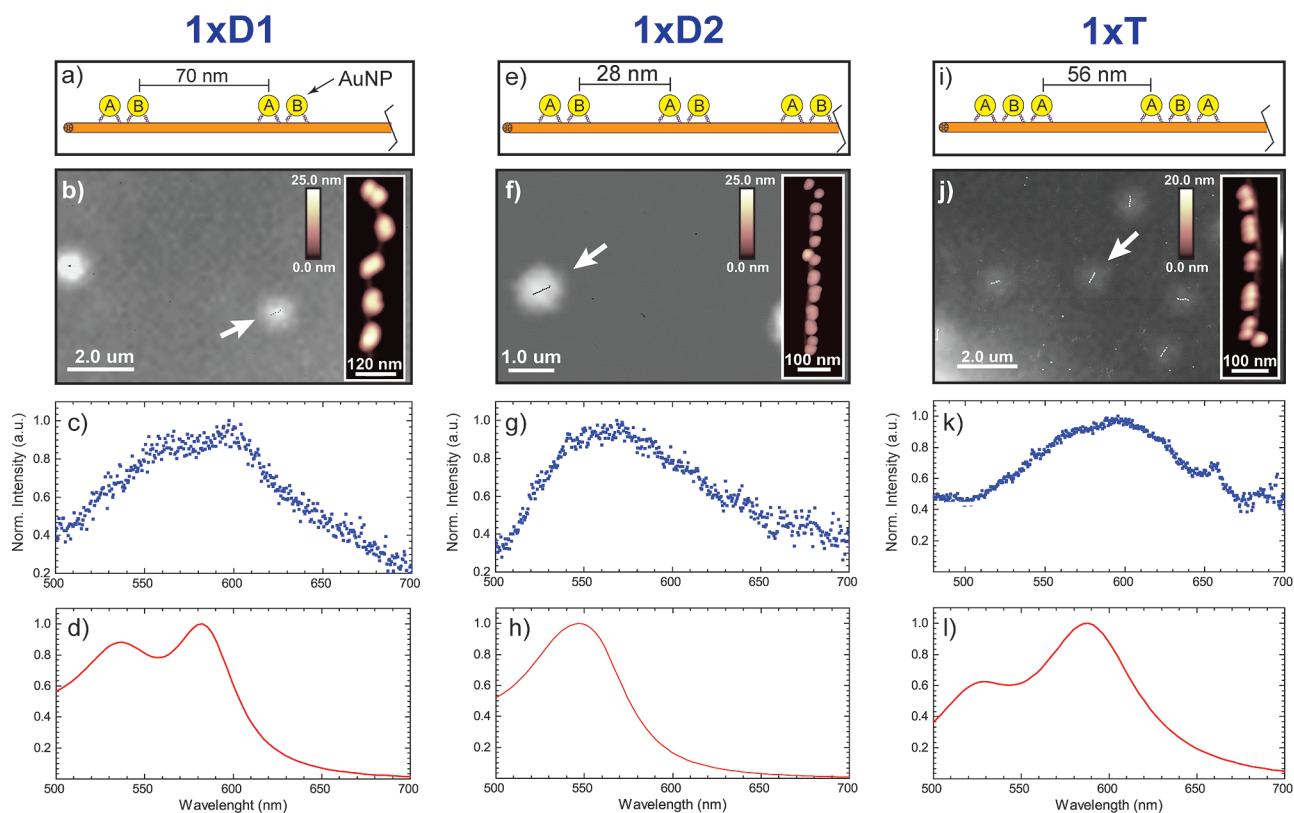 1xD1
1xD2
1xT
a)
70 nm
AuNP
A B A B
e)
28 nm
A B A B A B
i)
56 nm
A B A A B A
b)
25.0 nm
0.0 nm
2.0 um
120 nm
f)
25.0 nm
0.0 nm
1.0 um
100 nm
j)
20.0 nm
0.0 nm
2.0 um
100 nm
c)
Norm. Intensity (a.u.)
1.0
0.8
0.6
0.4
0.2
500 550 600 650 700
g)
Norm. Intensity (a.u.)
1.0
0.8
0.6
0.4
0.2
500 550 600 650 700
k)
Norm. Intensity (a.u.)
1.0
0.8
0.6
0.4
0.2
500 550 600 650 700
d)
1.0
0.8
0.6
0.4
0.2
500 550 600 650 700
Wavelenght (nm)
h)
1.0
0.8
0.6
0.4
0.2
500 550 600 650 700
Wavelength (nm)
l)
1.0
0.8
0.6
0.4
0.2
500 550 600 650 700
Wavelength (nm)